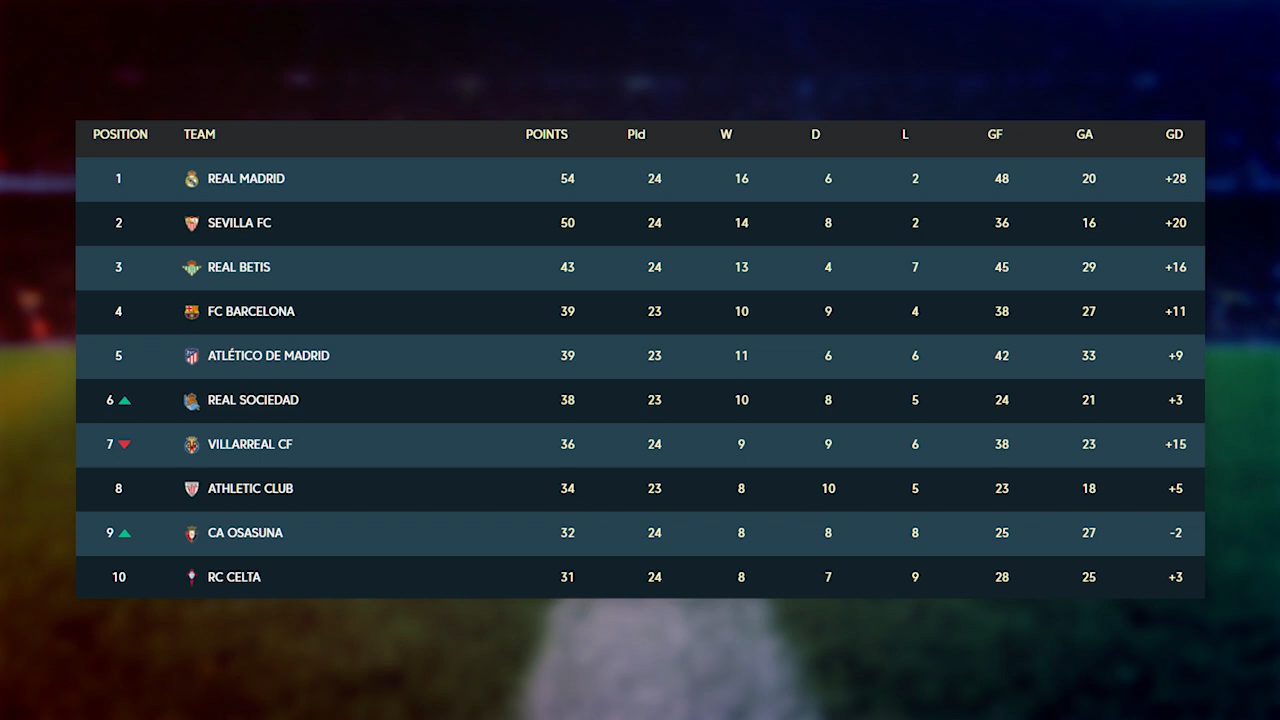 POSITION TEAM POINTS Pld W D L GF GA GD
1 REAL MADRID 54 24 16 6 2 48 20 +28
2 SEVILLA FC 50 24 14 8 2 36 16 +20
3 REAL BETIS 43 24 13 4 7 45 29 +16
4 FC BARCELONA 39 23 10 9 4 38 27 +11
5 ATLÉTICO DE MADRID 39 23 11 6 6 42 33 +9
6 REAL SOCIEDAD 38 23 10 8 5 24 21 +3
7 VILLARREAL CF 36 24 9 9 6 38 23 +15
8 ATHLETIC CLUB 34 23 8 10 5 23 18 +5
9 CA OSASUNA 32 24 8 8 8 25 27 -2
10 RC CELTA 31 24 8 7 9 28 25 +3